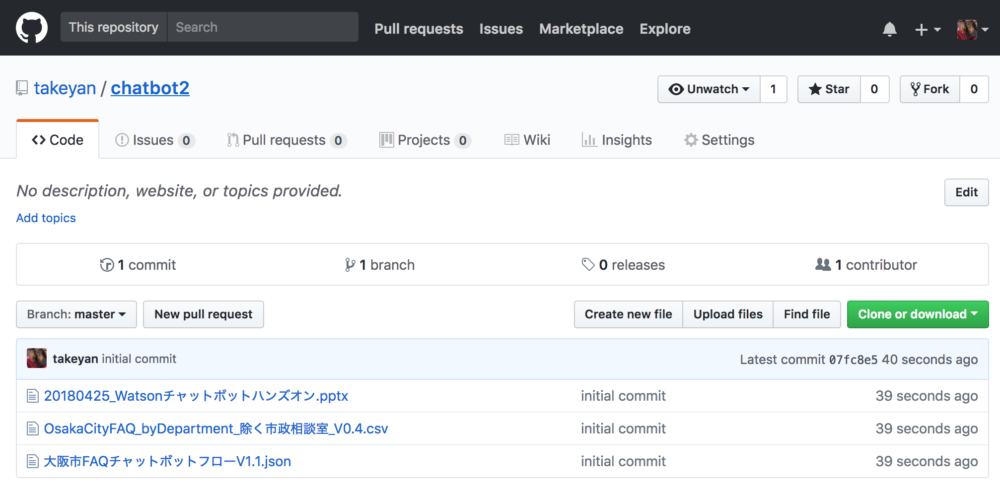 This repository Search Pull requests Issues Marketplace Explore
takeyan / chatbot2 Unwatch 1 Star 0 Fork 0
Code Issues 0 Pull requests 0 Projects 0 Wiki Insights Settings
No description, website, or topics provided. Edit
Add topics
1 commit 1 branch 0 releases 1 contributor
Branch: master New pull request Create new file Upload files Find file Clone or download
takeyan initial commit Latest commit 07fc8e5 40 seconds ago
20180425_Watsonチャットボットハンズオン.pptx initial commit 39 seconds ago
OsakaCityFAQ_byDepartment_除く市政相談室_V0.4.csv initial commit 39 seconds ago
大阪市FAQチャットボットフローV1.1.json initial commit 39 seconds ago